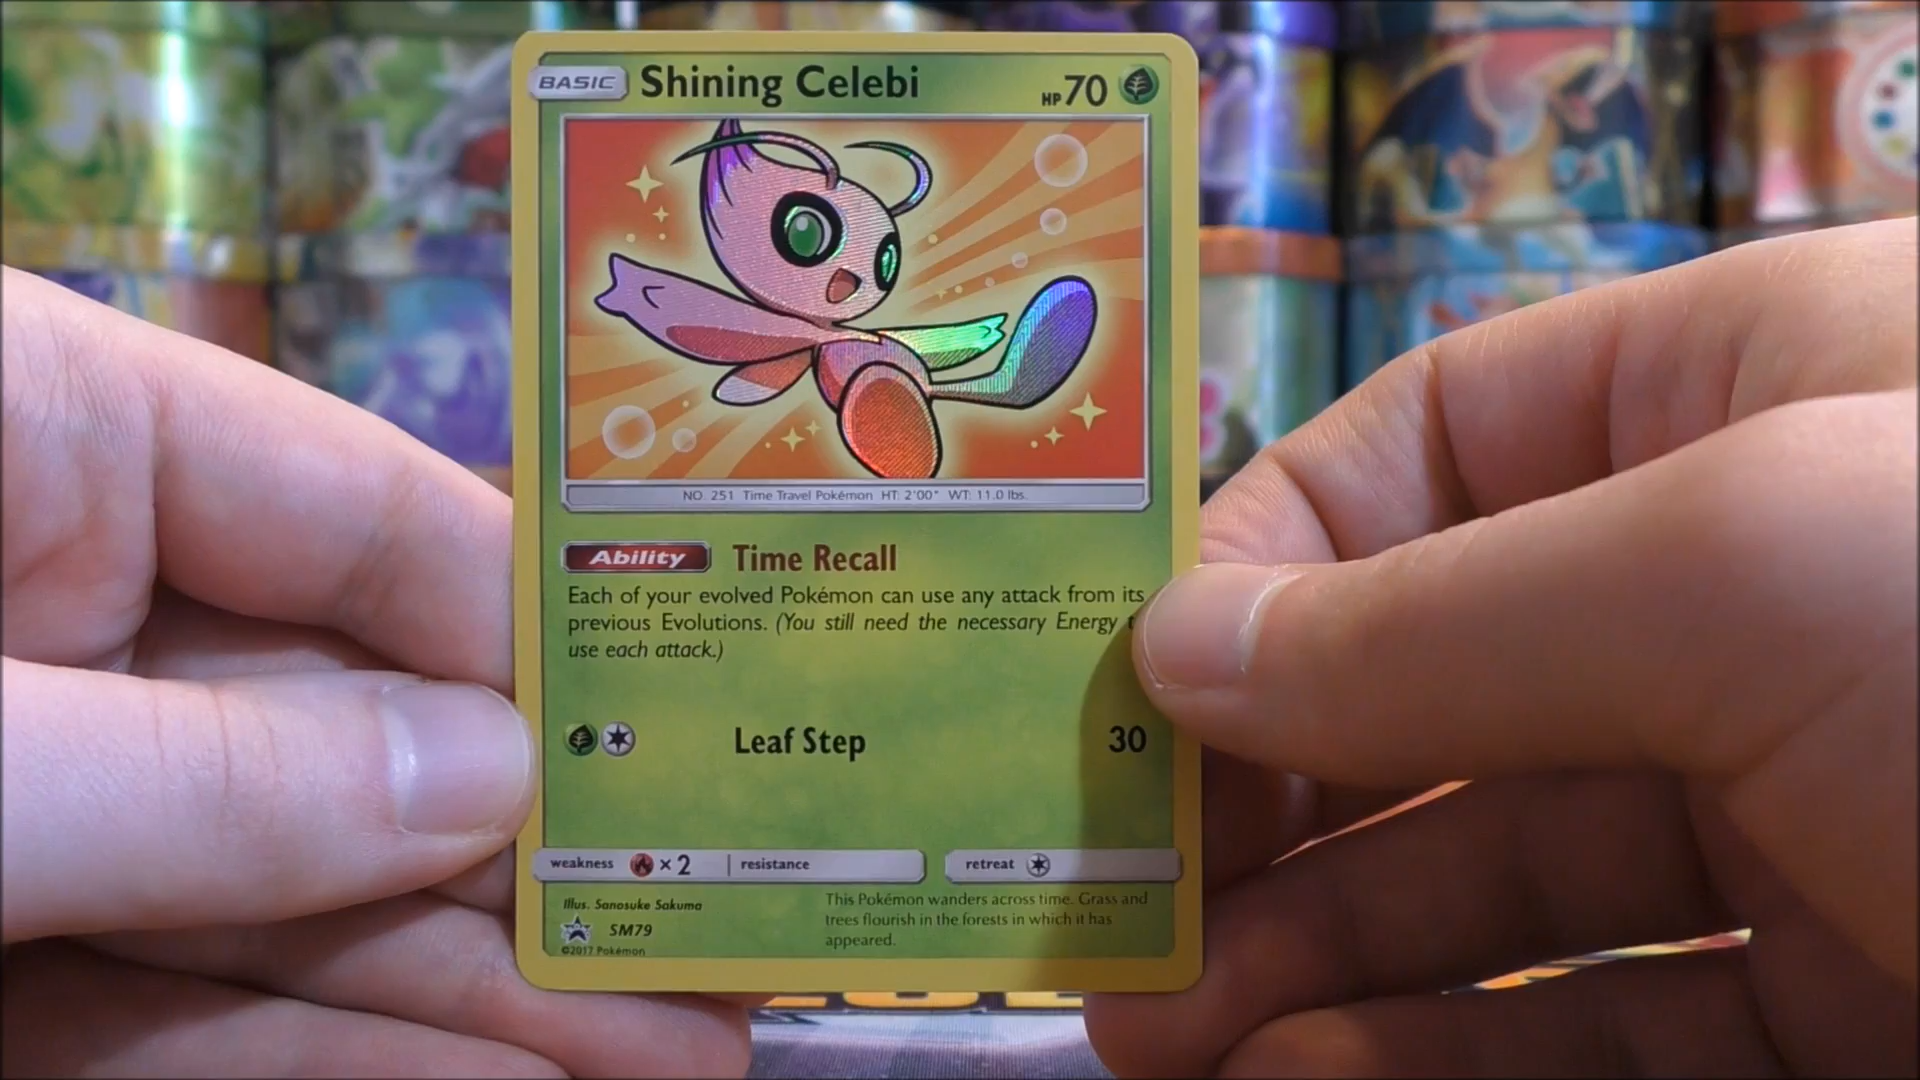 BASIC Shining Celebi HP 70
NO. 251 Time Travel Pokémon HT: 2'00" WT: 11.0 lbs.
Ability Time Recall
Each of your evolved Pokémon can use any attack from its
previous Evolutions. (You still need the necessary Energy
use each attack.)
Leaf Step 30
weakness ×2 resistance retreat
Illus. Sanosuke Sakuma
SM79
©2017 Pokémon
This Pokémon wanders across time. Grass and
trees flourish in the forests in which it has
appeared.